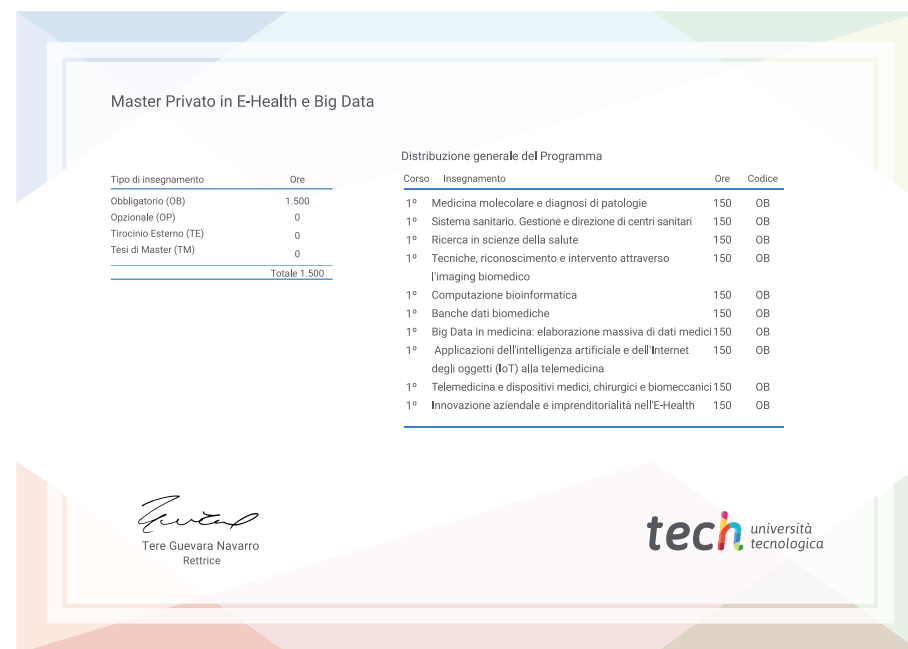 Master Privato in E-Health e Big Data
Tipo di insegnamento Ore
Obbligatorio (OB) 1.500
Opzionale (OP) 0
Tirocinio Esterno (TE) 0
Tesi di Master (TM) 0
Totale 1.500
Distribuzione generale del Programma
Corso Insegnamento Ore Codice
1º Medicina molecolare e diagnosi di patologie 150 OB
1º Sistema sanitario. Gestione e direzione di centri sanitari 150 OB
1º Ricerca in scienze della salute 150 OB
1º Tecniche, riconoscimento e intervento attraverso 150 OB
l'imaging biomedico
1º Computazione bioinformatica 150 OB
1º Banche dati biomediche 150 OB
1º Big Data in medicina: elaborazione massiva di dati medici 150 OB
1º Applicazioni dell'intelligenza artificiale e dell'Internet 150 OB
degli oggetti (IoT) alla telemedicina
1º Telemedicina e dispositivi medici, chirurgici e biomeccanici 150 OB
1º Innovazione aziendale e imprenditorialità nell'E-Health 150 OB
Tere Guevara Navarro
Rettrice
tech università
tecnologica